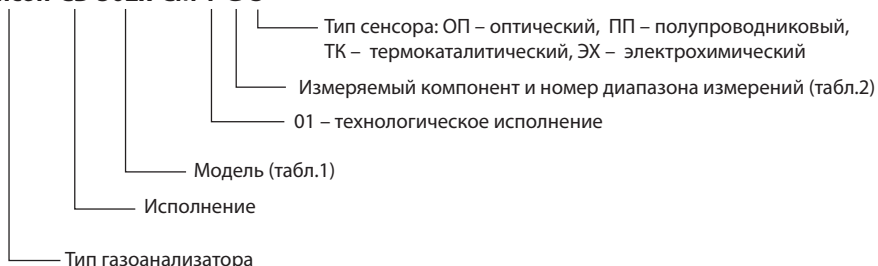 Тип сенсора: ОП – оптический, ПП – полупроводниковый,
ТК – термокаталитический, ЭХ – электрохимический
Измеряемый компонент и номер диапазона измерений (табл.2)
01 – технологическое исполнение
Модель (табл.1)
Исполнение
Тип газоанализатора